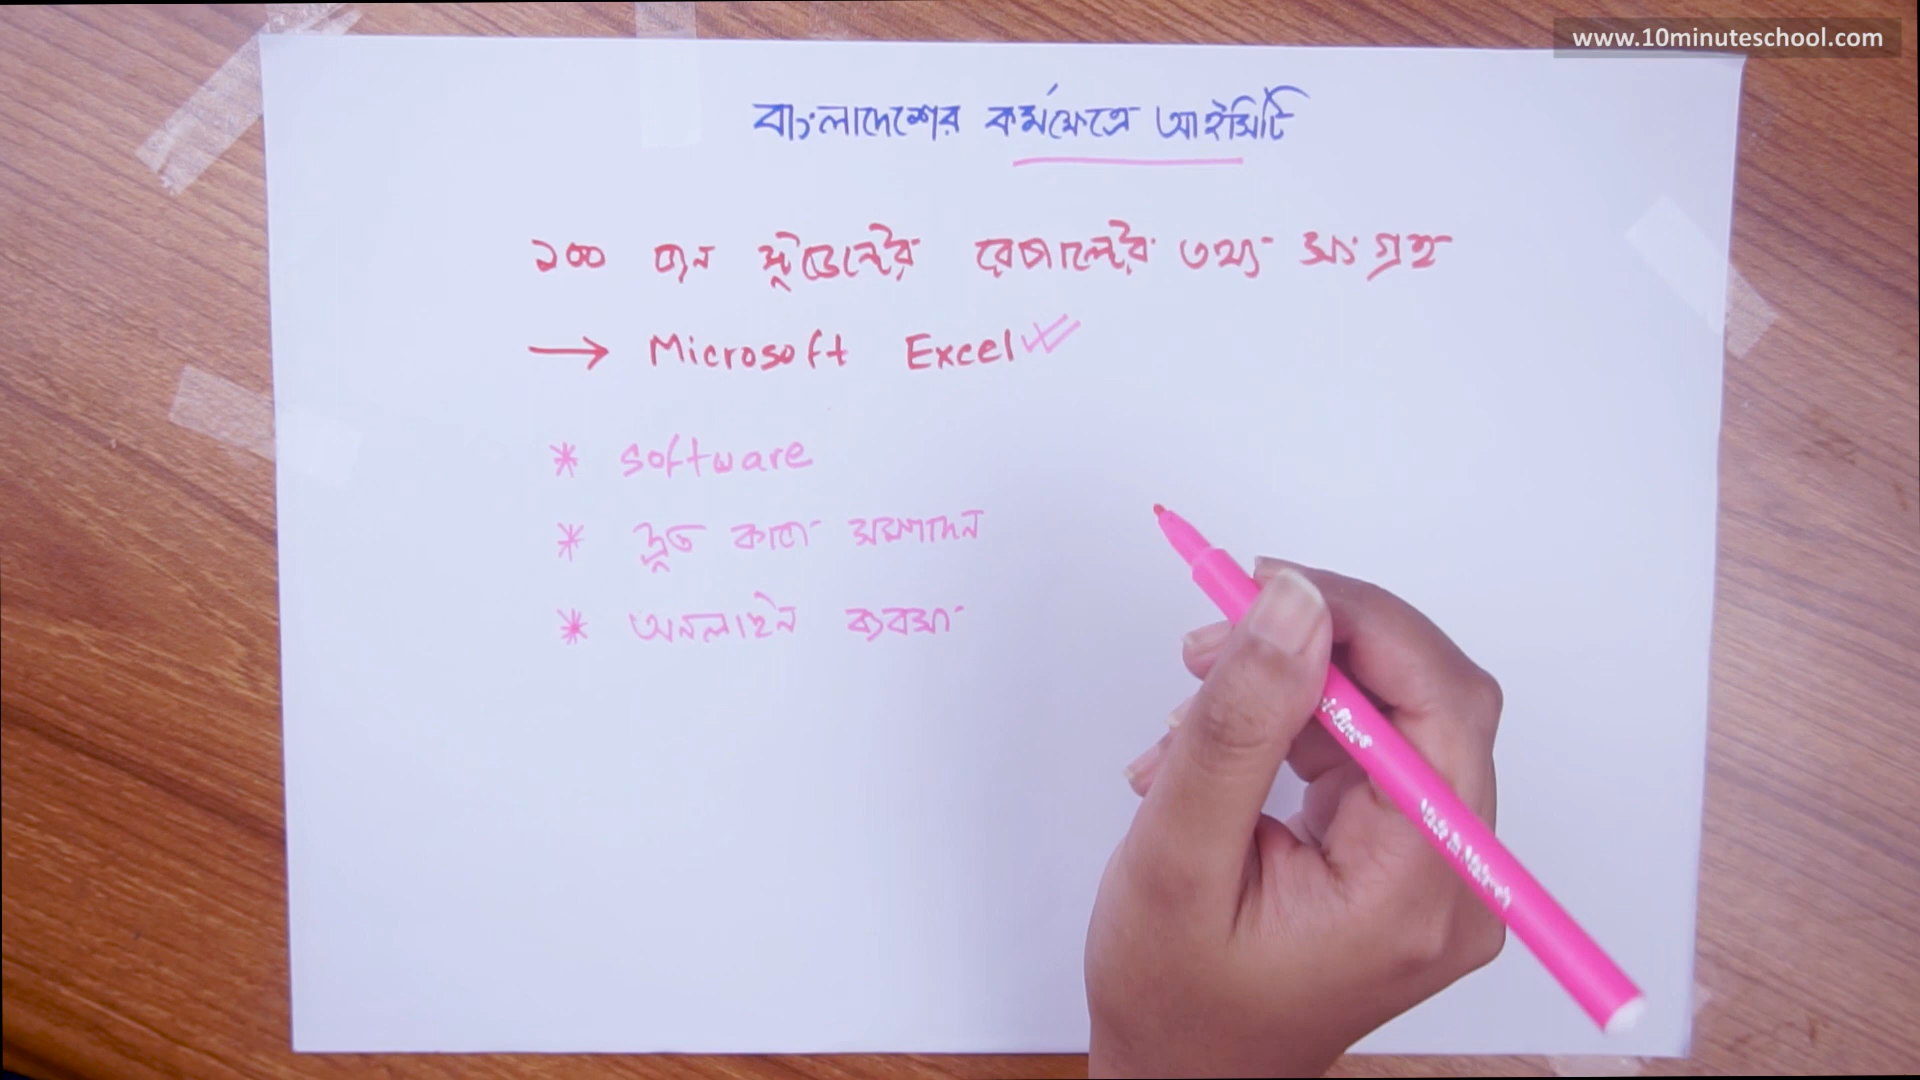 www.10minuteschool.com
বাংলাদেশের কর্মক্ষেত্রে আইসিটি
১০০ জন স্টুডেন্টের রেজাল্টের তথ্য সংগ্রহ
→ Microsoft Excel
* software
* দ্রুত কাজ সম্পাদন
* অনলাইন ব্যবসা